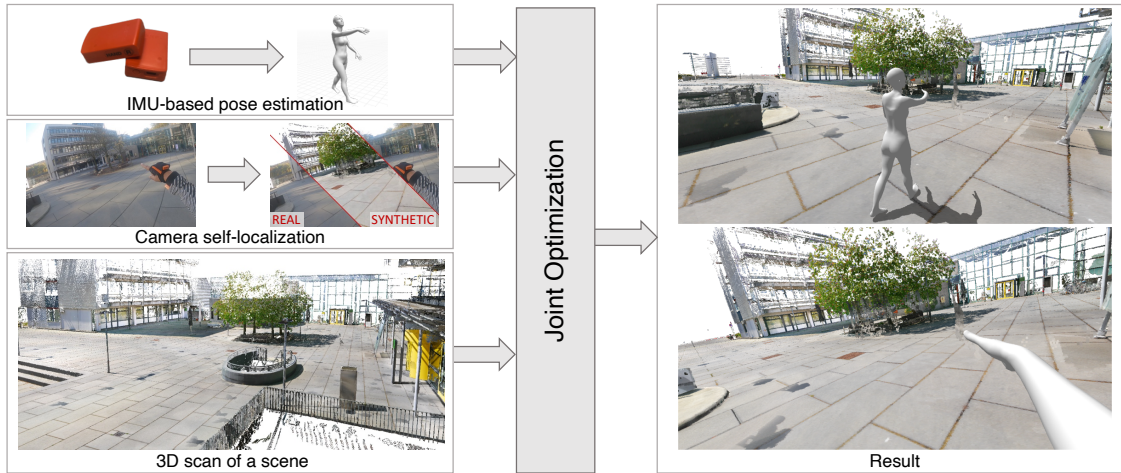 IMU-based pose estimation
REAL
SYNTHETIC
Camera self-localization
3D scan of a scene
Joint Optimization
Result